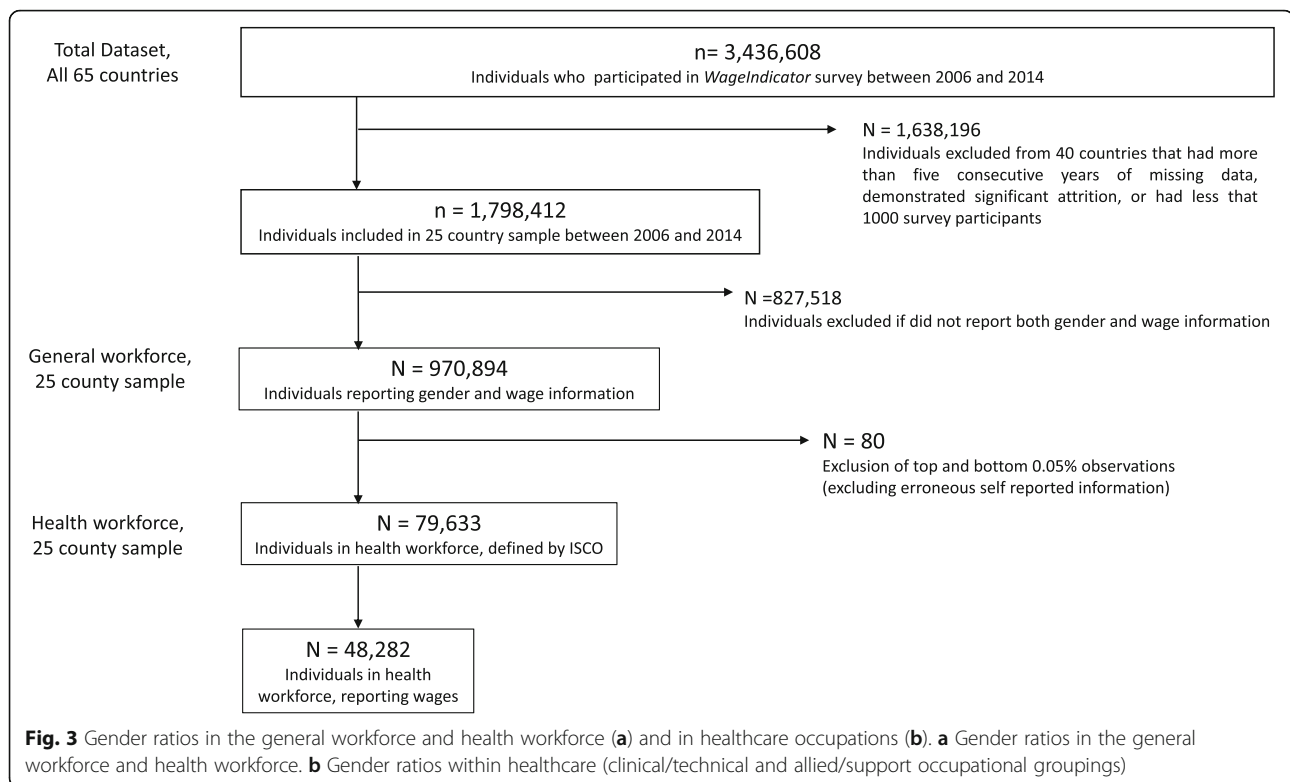 Total Dataset,
All 65 countries
n= 3,436,608
Individuals who participated in WageIndicator survey between 2006 and 2014
N = 1,638,196
Individuals excluded from 40 countries that had more
than five consecutive years of missing data,
demonstrated significant attrition, or had less that
1000 survey participants
n = 1,798,412
Individuals included in 25 country sample between 2006 and 2014
N =827,518
Individuals excluded if did not report both gender and wage information
General workforce,
25 county sample
N = 970,894
Individuals reporting gender and wage information
N = 80
Exclusion of top and bottom 0.05% observations
(excluding erroneous self reported information)
Health workforce,
25 county sample
N = 79,633
Individuals in health workforce, defined by ISCO
N = 48,282
Individuals in health
workforce, reporting wages
Fig. 3 Gender ratios in the general workforce and health workforce (a) and in healthcare occupations (b). a Gender ratios in the general
workforce and health workforce. b Gender ratios within healthcare (clinical/technical and allied/support occupational groupings)